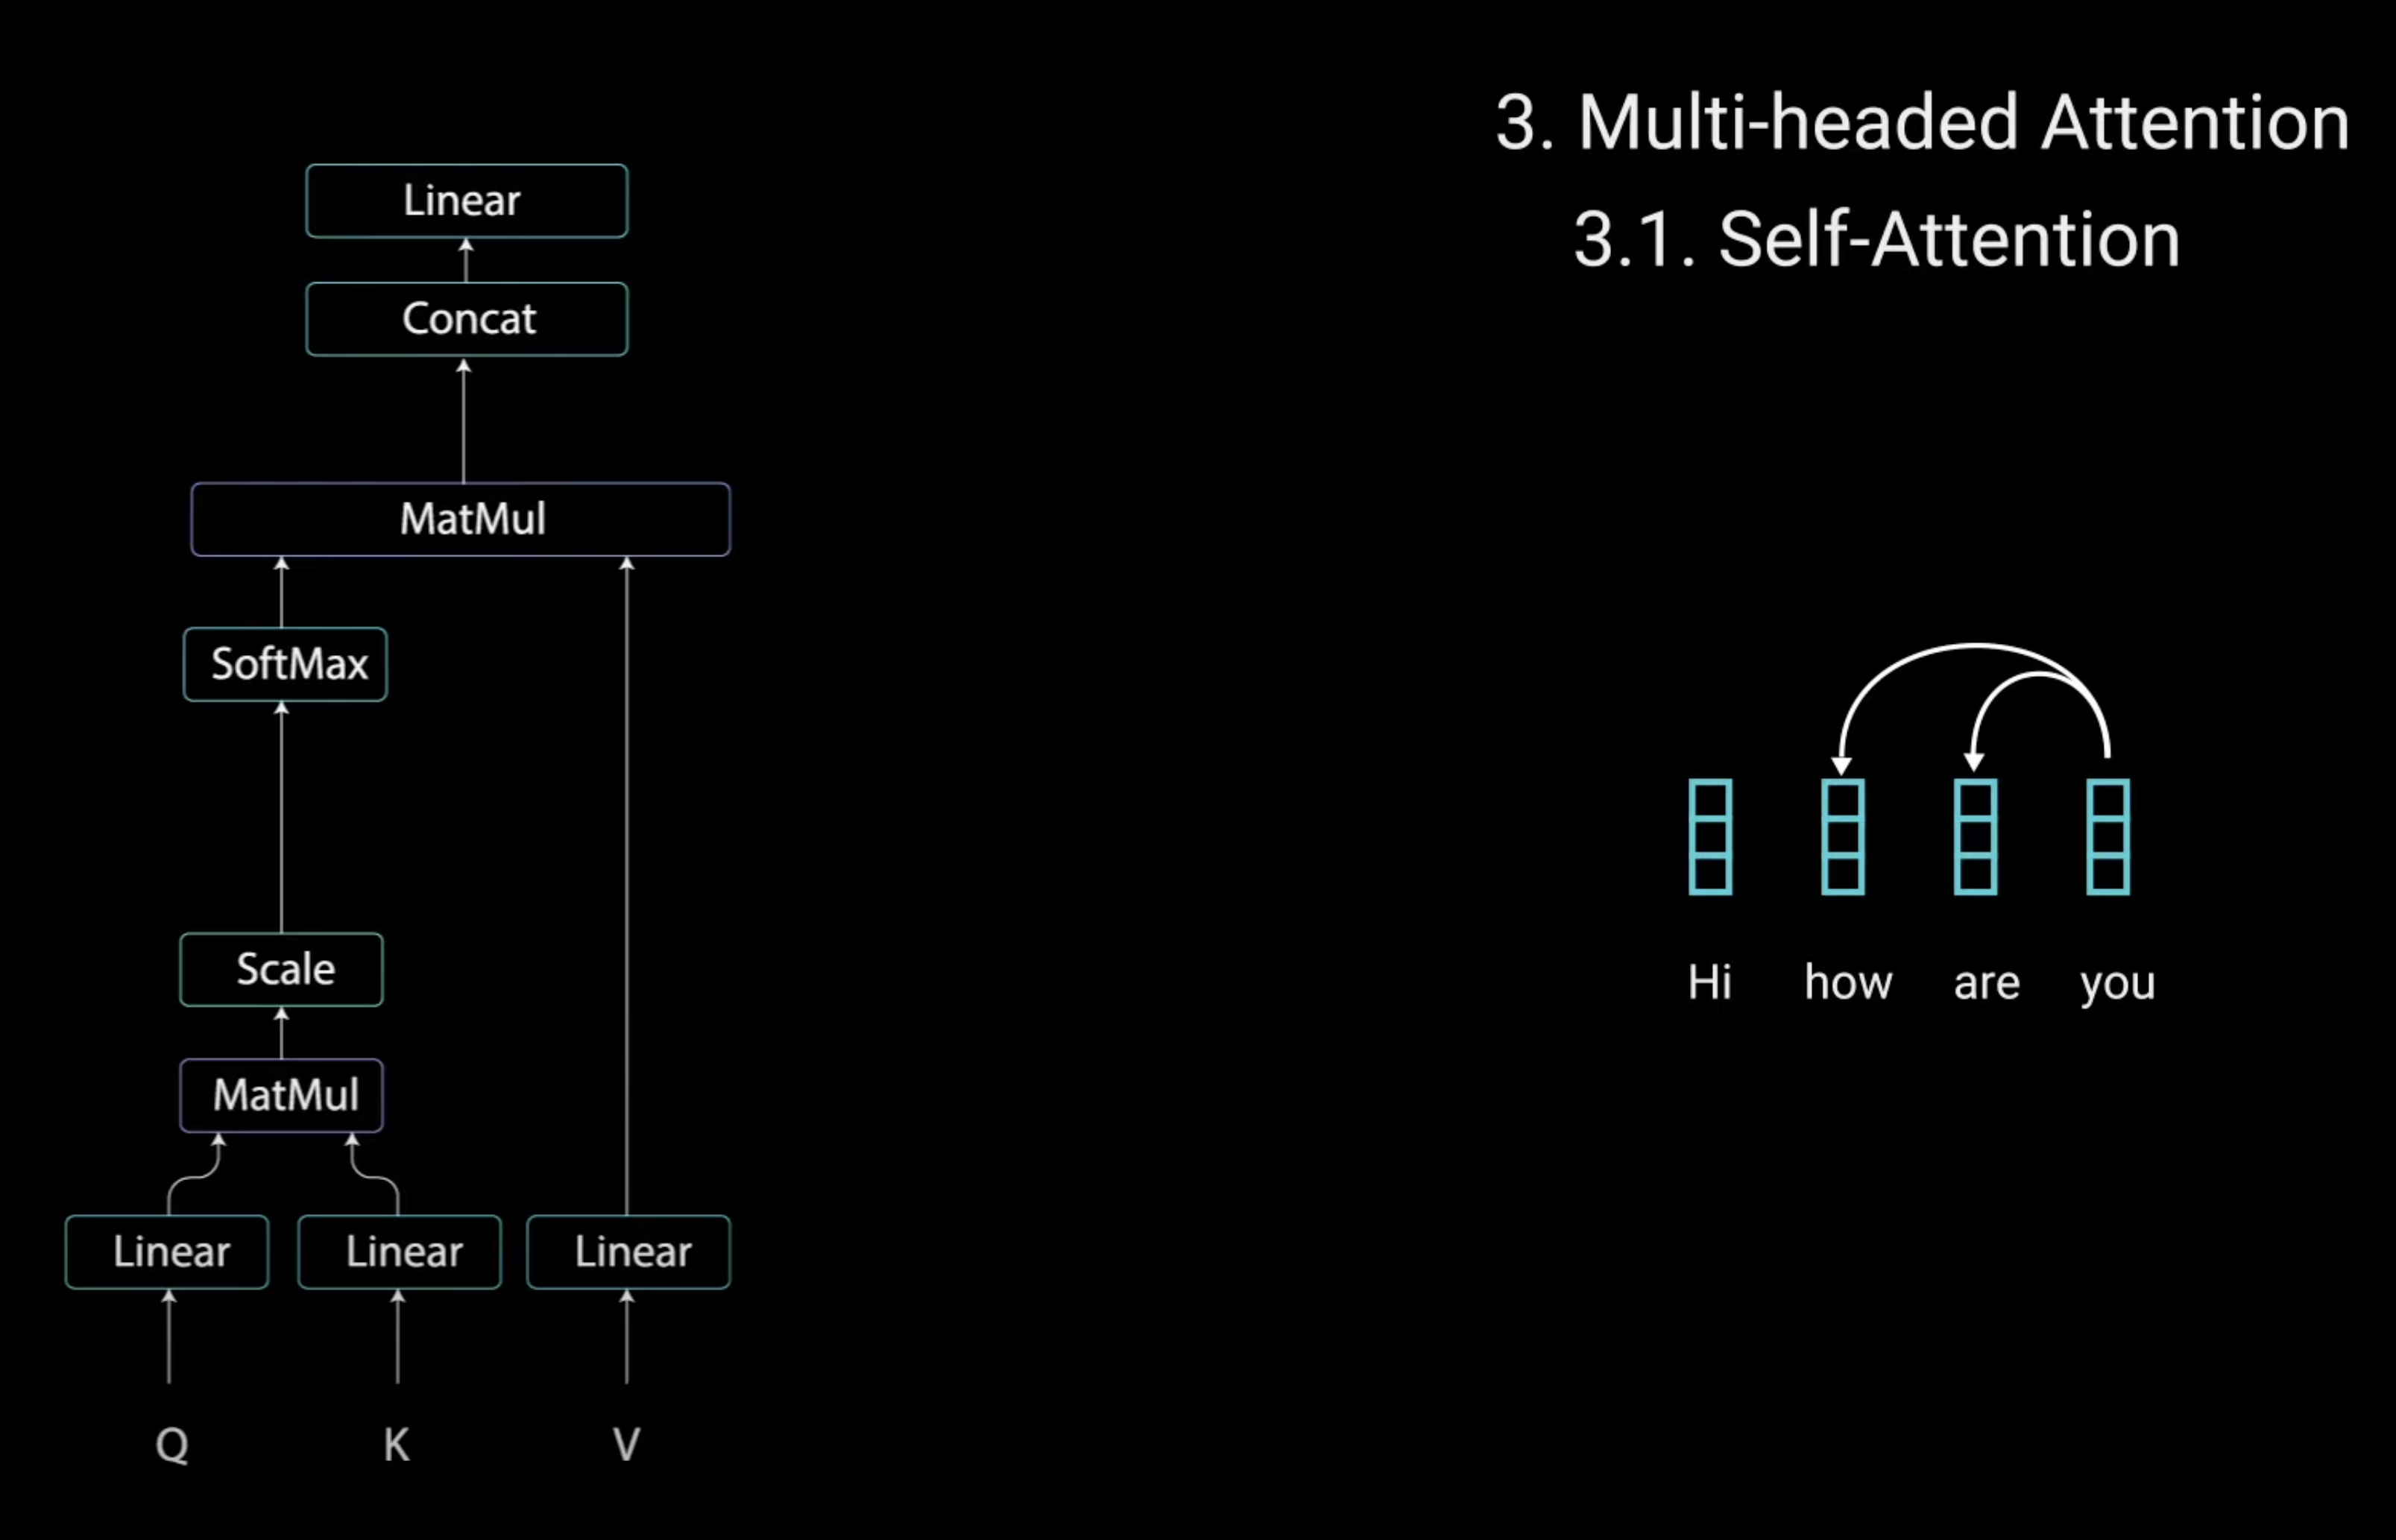 3. Multi-headed Attention
3.1. Self-Attention
Linear
Concat
MatMul
SoftMax
Scale
MatMul
Linear Linear Linear
Q K V
Hi how are you